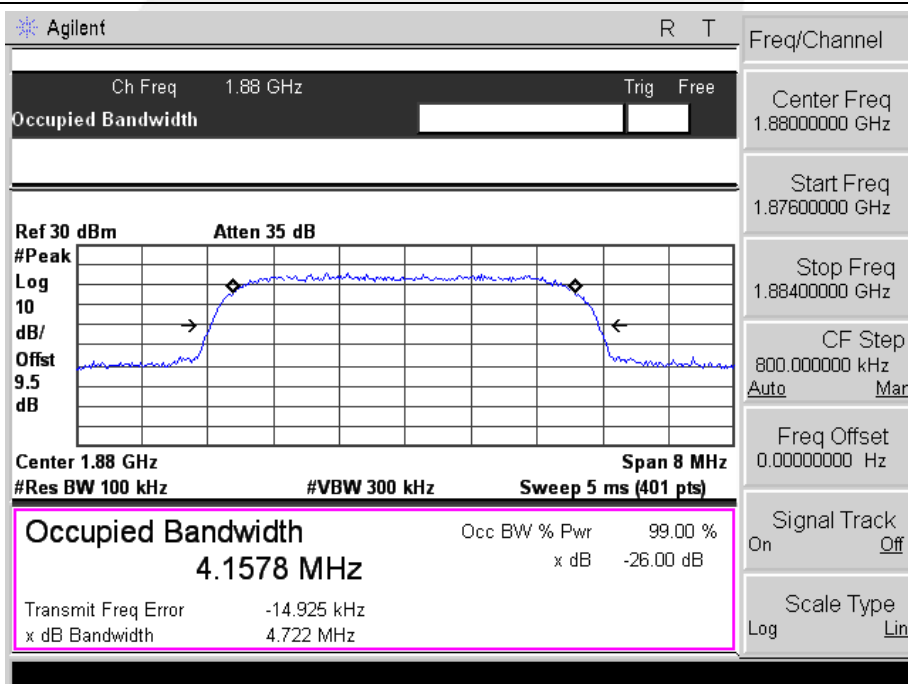 Agilent R T
Ch Freq 1.88 GHz Trig Free
Occupied Bandwidth
Ref 30 dBm Atten 35 dB
#Peak
Log
10
dB/
Offst
9.5
dB
Center 1.88 GHz Span 8 MHz
#Res BW 100 kHz #VBW 300 kHz Sweep 5 ms (401 pts)
Occupied Bandwidth
4.1578 MHz
Occ BW % Pwr 99.00 %
x dB -26.00 dB
Transmit Freq Error -14.925 kHz
x dB Bandwidth 4.722 MHz
Freq/Channel
Center Freq
1.88000000 GHz
Start Freq
1.87600000 GHz
Stop Freq
1.88400000 GHz
CF Step
800.000000 kHz
Auto Man
Freq Offset
0.00000000 Hz
Signal Track
On Off
Scale Type
Log Lin